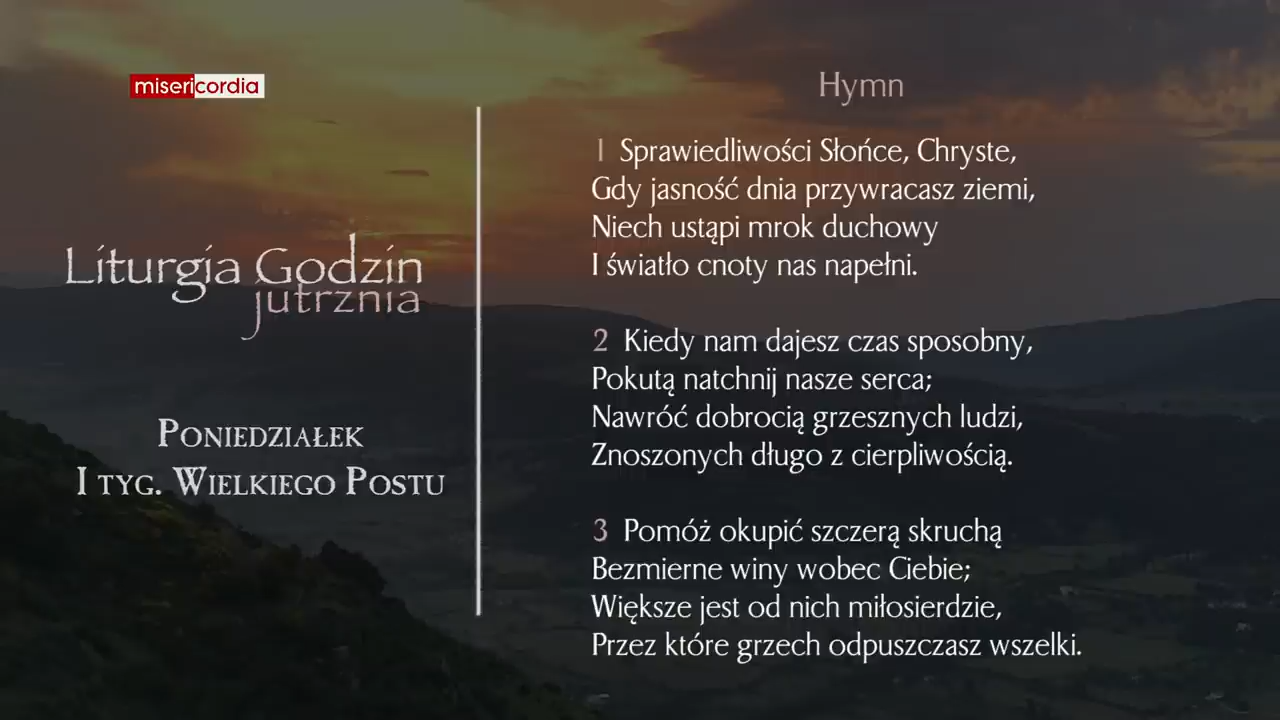 misericordia
Liturgia Godzin
jutrznia
Poniedziałek
I tyg. Wielkiego Postu
Hymn
1 Sprawiedliwości Słońce, Chryste,
Gdy jasność dnia przywracasz ziemi,
Niech ustąpi mrok duchowy
I światło cnoty nas napełni.
2 Kiedy nam dajesz czas sposobny,
Pokutą natchnij nasze serca;
Nawróć dobrocią grzesznych ludzi,
Znoszonych długo z cierpliwością.
3 Pomóż okupić szczerą skruchą
Bezmierne winy wobec Ciebie;
Większe jest od nich miłosierdzie,
Przez które grzech odpuszczasz wszelki.